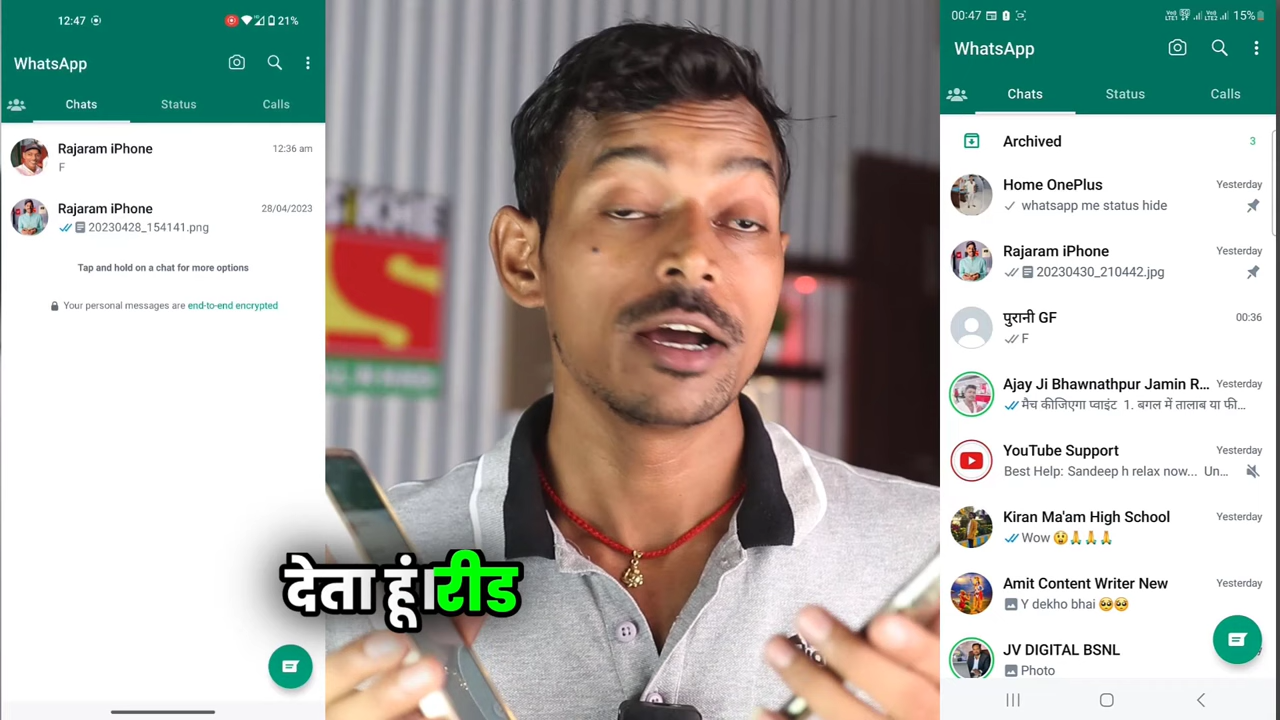 12:47
21%
WhatsApp
Chats
Status
Calls
Rajaram iPhone
12:36 am
F
Rajaram iPhone
28/04/2023
20230428_154141.png
Tap and hold on a chat for more options
Your personal messages are end-to-end encrypted
देता हूं। रीड
00:47
15%
WhatsApp
Chats
Status
Calls
Archived
3
Home OnePlus
Yesterday
whatsapp me status hide
Rajaram iPhone
Yesterday
20230430_210442.jpg
पुरानी GF
00:36
F
Ajay Ji Bhawnathpur Jamin R...
Yesterday
मैच कीजिएगा प्वाइंट 1. बगल में तालाब या फी...
YouTube Support
Yesterday
Best Help: Sandeep h relax now... Un...
Kiran Ma'am High School
Yesterday
Wow 😲🙏🙏🙏
Amit Content Writer New
Yesterday
Y dekho bhai 🥺🥺
JV DIGITAL BSNL
Yesterday
Photo